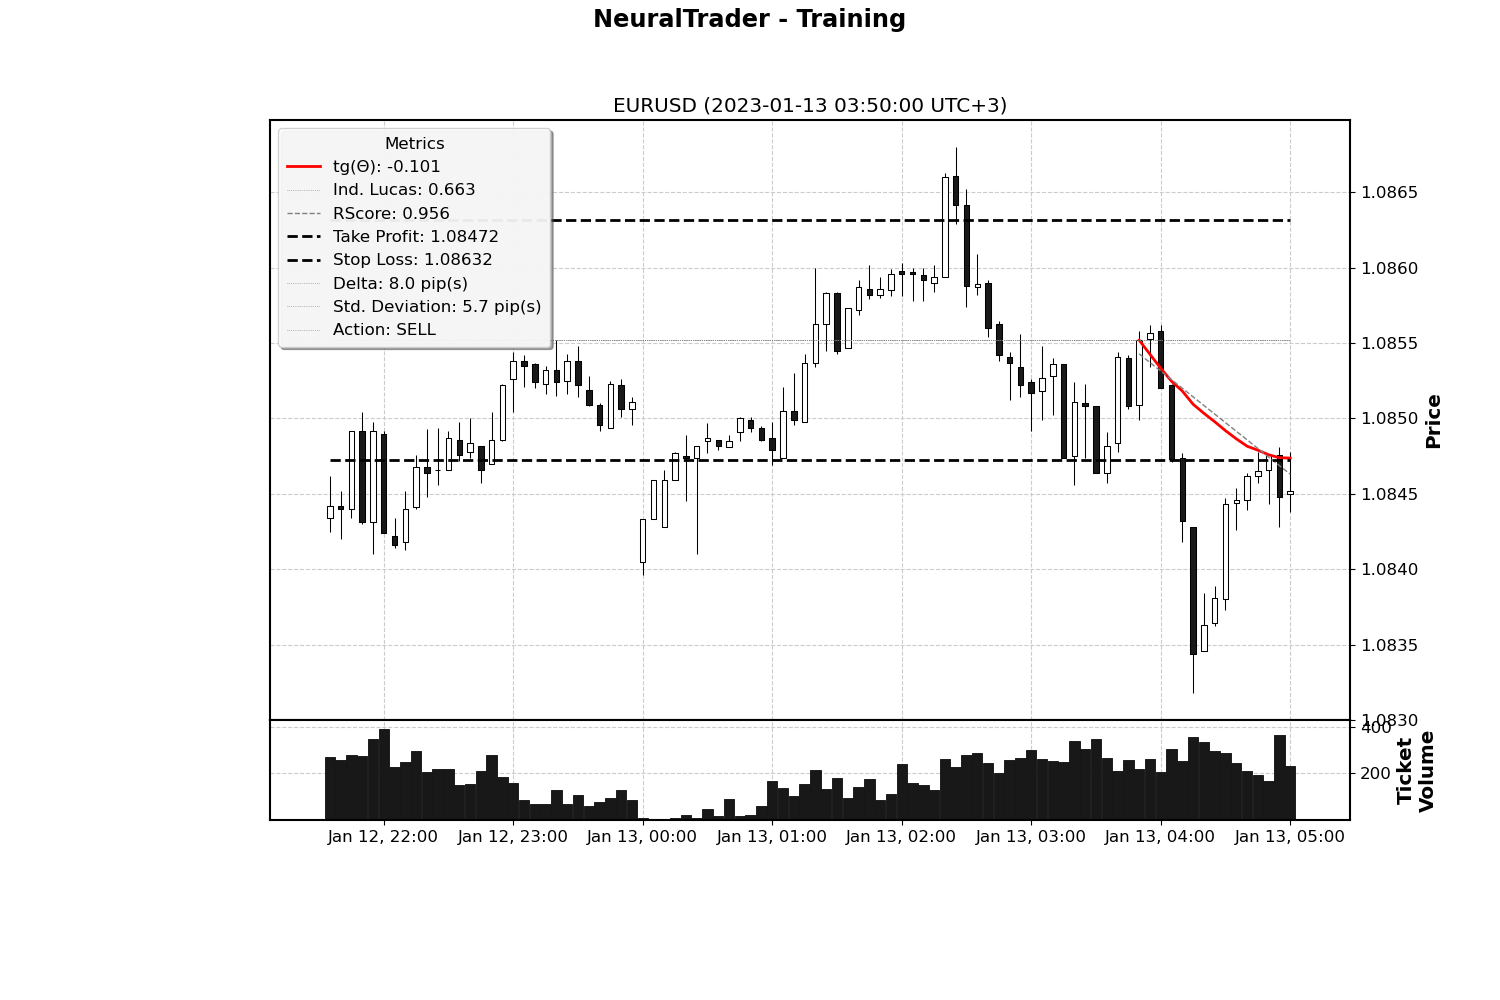 NeuralTrader - Training
EURUSD (2023-01-13 03:50:00 UTC+3)
Metrics
tg(Θ): -0.101
Ind. Lucas: 0.663
RScore: 0.956
Take Profit: 1.08472
Stop Loss: 1.08632
Delta: 8.0 pip(s)
Std. Deviation: 5.7 pip(s)
Action: SELL
1.0865
1.0860
1.0855
1.0850
1.0845
1.0840
1.0835
1.0830
Price
400
200
Ticket
Volume
Jan 12, 22:00
Jan 12, 23:00
Jan 13, 00:00
Jan 13, 01:00
Jan 13, 02:00
Jan 13, 03:00
Jan 13, 04:00
Jan 13, 05:00